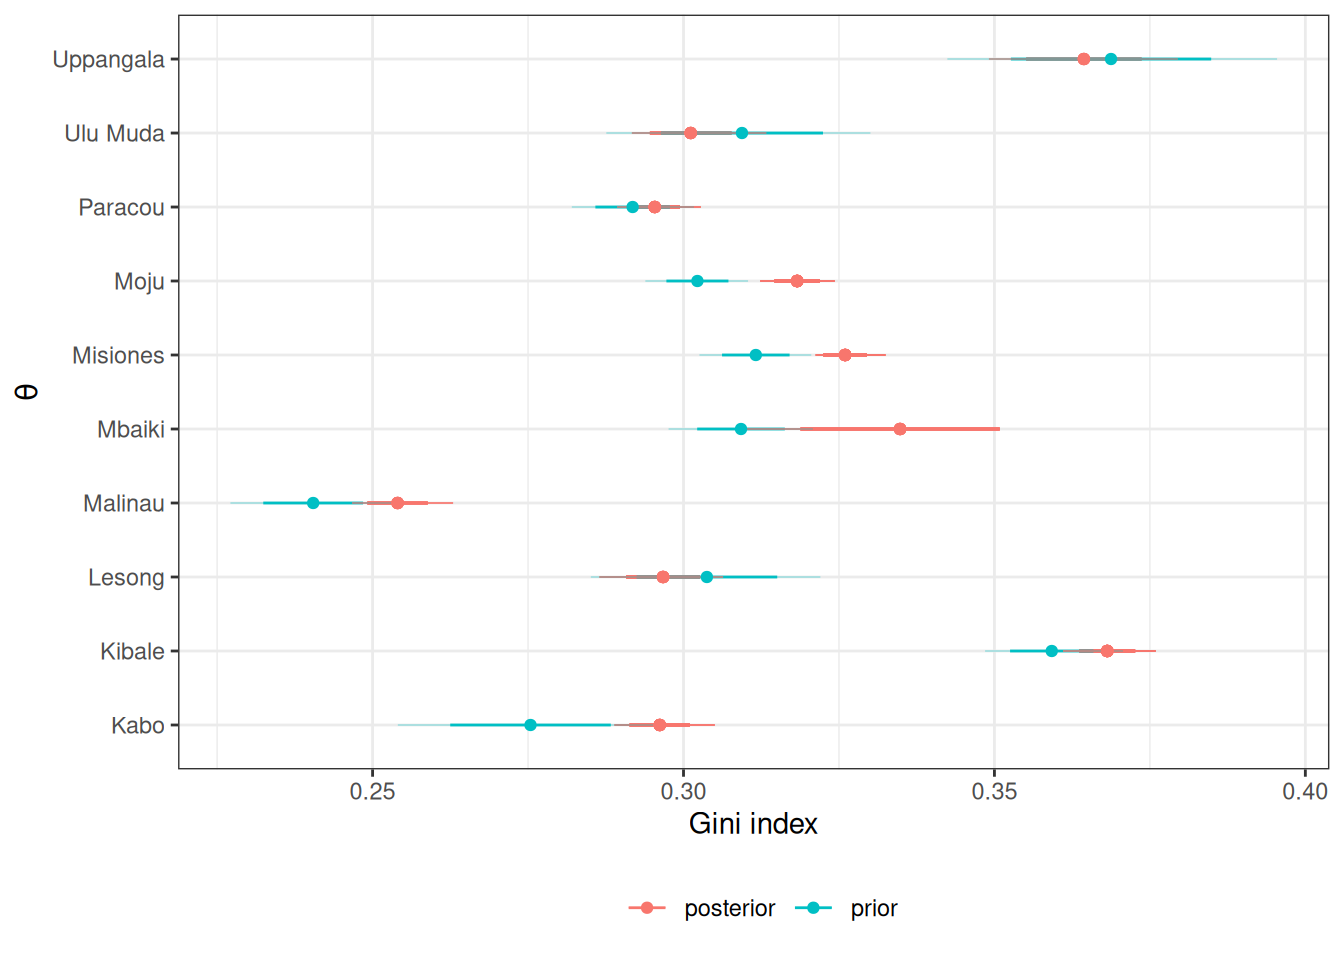 Uppangala
Ulu Muda
Paracou
Moju
Misiones
Mbaiki
Malinau
Lesong
Kibale
Kabo
θ
0.25 0.30 0.35 0.40
Gini index
posterior prior